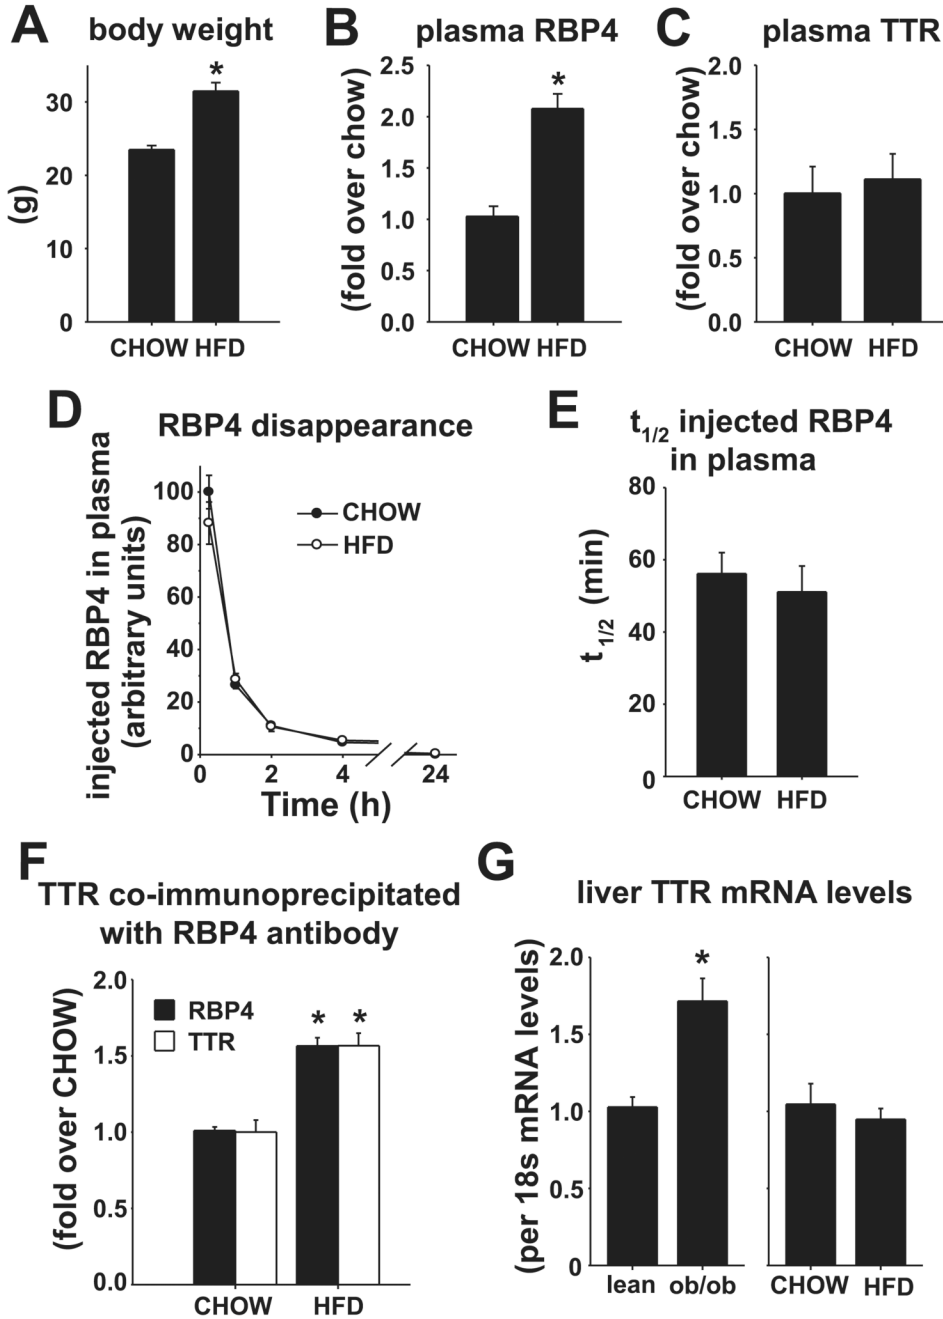 A body weight
(g)
30
20
10
0
CHOW HFD
*
B plasma RBP4
(fold over chow)
2.5
2.0
1.5
1.0
0.5
0.0
CHOW HFD
*
C plasma TTR
(fold over chow)
2.0
1.5
1.0
0.5
0.0
CHOW HFD
D
RBP4 disappearance
injected RBP4 in plasma
(arbitrary units)
100
80
60
40
20
0
CHOW
HFD
0 2 4 24
Time (h)
E
t1/2 injected RBP4
in plasma
t1/2 (min)
80
60
40
20
0
CHOW HFD
F
TTR co-immunoprecipitated
with RBP4 antibody
(fold over CHOW)
2.0
1.5
1.0
0.5
0.0
RBP4
TTR
* *
CHOW HFD
G
liver TTR mRNA levels
(per 18s mRNA levels)
2.0
1.5
1.0
0.5
0
*
lean ob/ob CHOW HFD